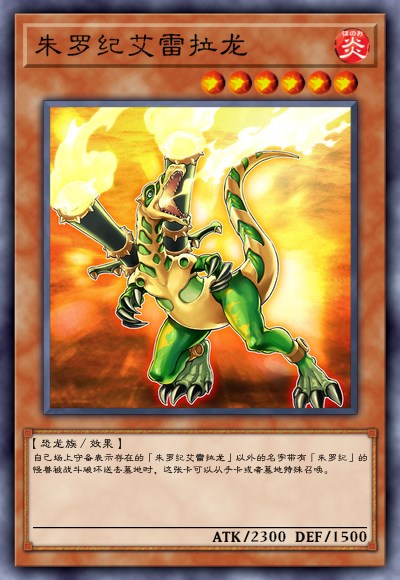 朱罗纪艾雷拉龙
ほのお
炎
【恐龙族／效果】
自己场上守备表示存在的「朱罗纪艾雷拉龙」以外的名字带有「朱罗纪」的
怪兽被战斗破坏送去墓地时，这张卡可以从手卡或者墓地特殊召唤。
ATK/2300 DEF/1500